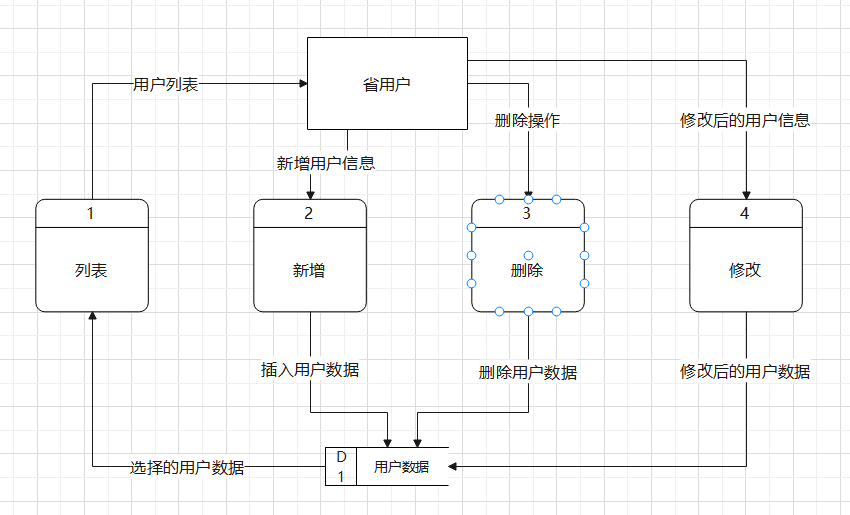 省用户
用户列表
删除操作
修改后的用户信息
新增用户信息
1
2
3
4
列表
新增
删除
修改
插入用户数据
删除用户数据
修改后的用户数据
选择的用户数据
D
1
用户数据